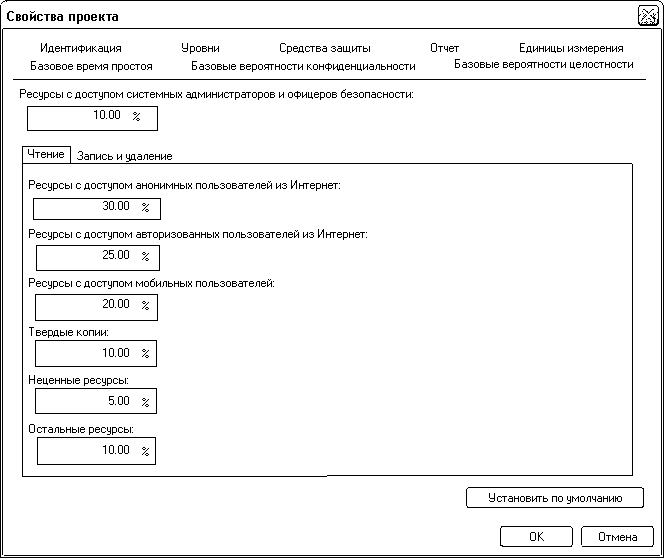 Свойства проекта
Идентификация Уровни Средства защиты Отчет Единицы измерения
Базовое время простоя Базовые вероятности конфиденциальности Базовые вероятности целостности
Ресурсы с доступом системных администраторов и офицеров безопасности:
10.00 %
Чтение Запись и удаление
Ресурсы с доступом анонимных пользователей из Интернет:
30.00 %
Ресурсы с доступом авторизованных пользователей из Интернет:
25.00 %
Ресурсы с доступом мобильных пользователей:
20.00 %
Твердые копии:
10.00 %
Неценные ресурсы:
5.00 %
Остальные ресурсы:
10.00 %
Установить по умолчанию
OK Отмена